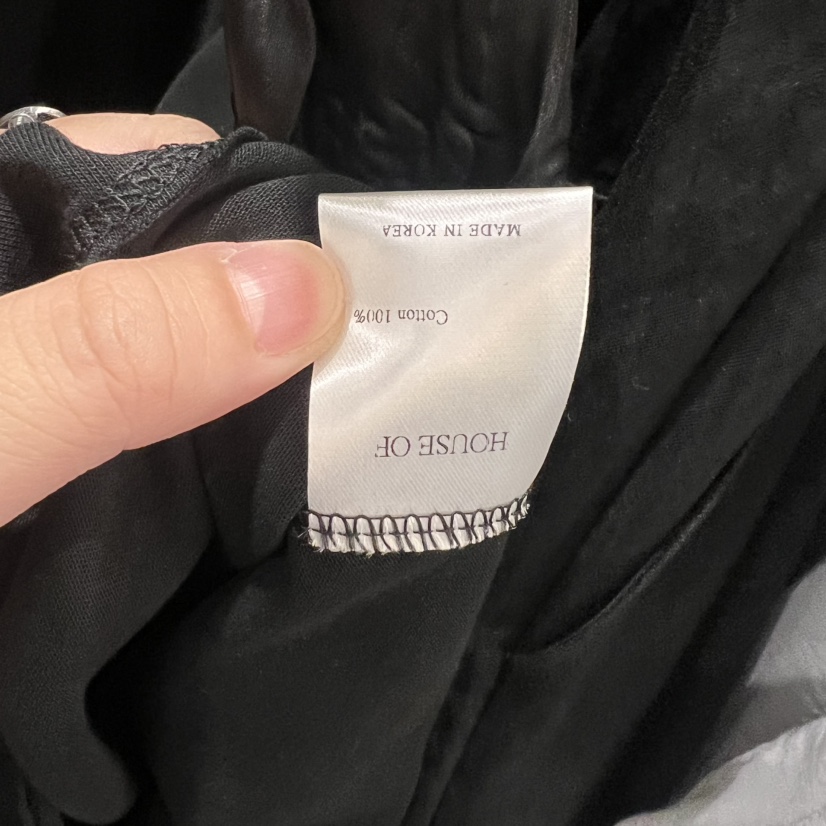 HOUSE OF
Cotton 100%
MADE IN KOREA